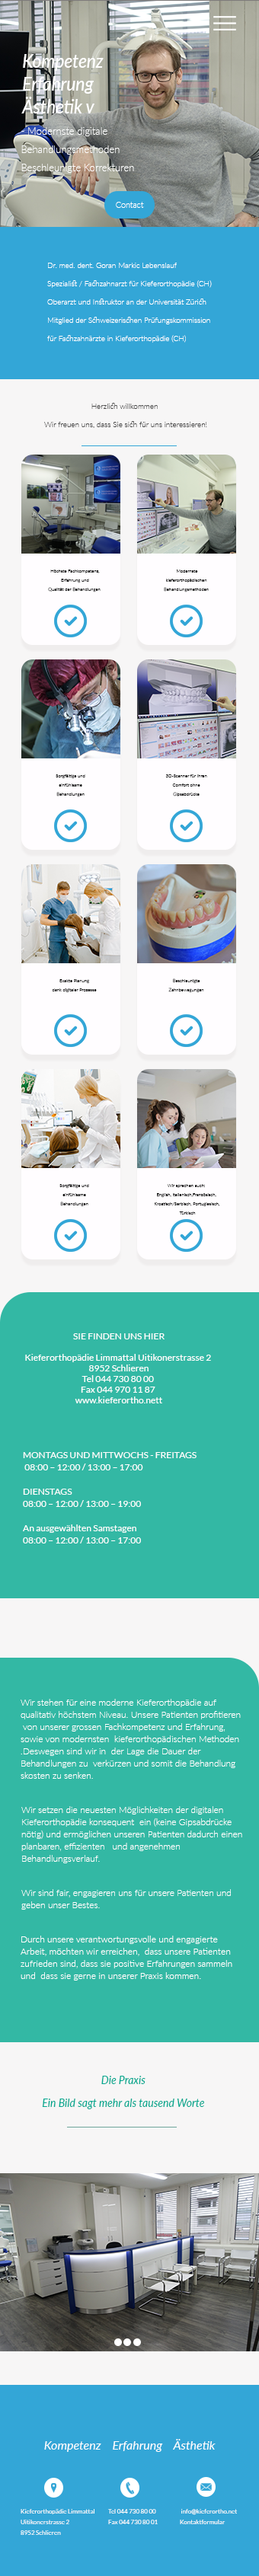 Kompetenz
Erfahrung
Ästhetik v
- Modernste digitale
Behandlungsmethoden
Beschleunigte Korrekturen
Contact
Dr. med. dent. Goran Markic Lebenslauf
Spezialist / Fachzahnarzt für Kieferorthopädie (CH)
Oberarzt und Instruktor an der Universität Zürich
Mitglied der Schweizerischen Prüfungskommission
für Fachzahnärzte in Kieferorthopädie (CH)
Herzlich willkommen
Wir freuen uns, dass Sie sich für uns interessieren!
Höchste Fachkompetenz,
Erfahrung und
Qualität der Behandlungen
Modernste
kieferorthopädischen
Behandlungsmethoden
Sorgfältige und
einfühlsame
Behandlungen
3D-Scanner für Ihren
Comfort ohne
Gipsabdrücke
Exakte Planung
dank digitaler Prozesse
Beschleunigte
Zahnbewegungen
Sorgfältige und
einfühlsame
Behandlungen
Wir sprechen auch:
English, Italienisch,Französisch,
Kroatisch/Serbisch, Portugiesisch,
Türkisch
SIE FINDEN UNS HIER
Kieferorthopädie Limmattal Uitikonerstrasse 2
8952 Schlieren
Tel 044 730 80 00
Fax 044 970 11 87
www.kieferortho.nett
MONTAGS UND MITTWOCHS - FREITAGS
08:00 – 12:00 / 13:00 – 17:00
DIENSTAGS
08:00 – 12:00 / 13:00 – 19:00
An ausgewählten Samstagen
08:00 – 12:00 / 13:00 – 17:00
Wir stehen für eine moderne Kieferorthopädie auf
qualitativ höchstem Niveau. Unsere Patienten profitieren
von unserer grossen Fachkompetenz und Erfahrung,
sowie von modernsten kieferorthopädischen Methoden
.Deswegen sind wir in der Lage die Dauer der
Behandlungen zu verkürzen und somit die Behandlung
skosten zu senken.
Wir setzen die neuesten Möglichkeiten der digitalen
Kieferorthopädie konsequent ein (keine Gipsabdrücke
nötig) und ermöglichen unseren Patienten dadurch einen
planbaren, effizienten und angenehmen
Behandlungsverlauf.
Wir sind fair, engagieren uns für unsere Patienten und
geben unser Bestes.
Durch unsere verantwortungsvolle und engagierte
Arbeit, möchten wir erreichen, dass unsere Patienten
zufrieden sind, dass sie positive Erfahrungen sammeln
und dass sie gerne in unserer Praxis kommen.
Die Praxis
Ein Bild sagt mehr als tausend Worte
Kompetenz Erfahrung Ästhetik
Kieferorthopädie Limmattal
Uitikonerstrasse 2
8952 Schlieren
Tel 044 730 80 00
Fax 044 730 80 01
info@kieferortho.net
Kontaktformular